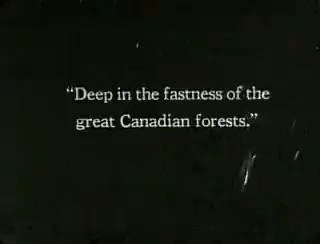 “Deep in the fastness of the
great Canadian forests.”